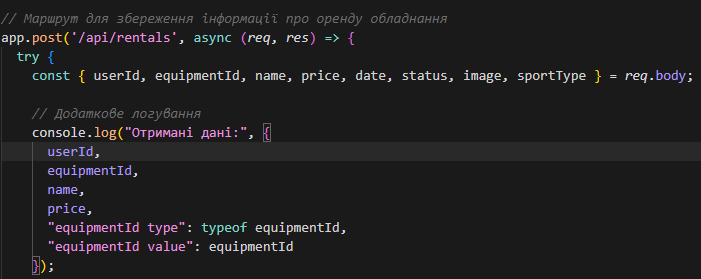 // Маршрут для збереження інформації про оренду обладнання
app.post('/api/rentals', async (req, res) => {
  try {
    const { userId, equipmentId, name, price, date, status, image, sportType } = req.body;

    // Додаткове логування
    console.log("Отримані дані:", {
      userId,
      equipmentId,
      name,
      price,
      "equipmentId type": typeof equipmentId,
      "equipmentId value": equipmentId
    });